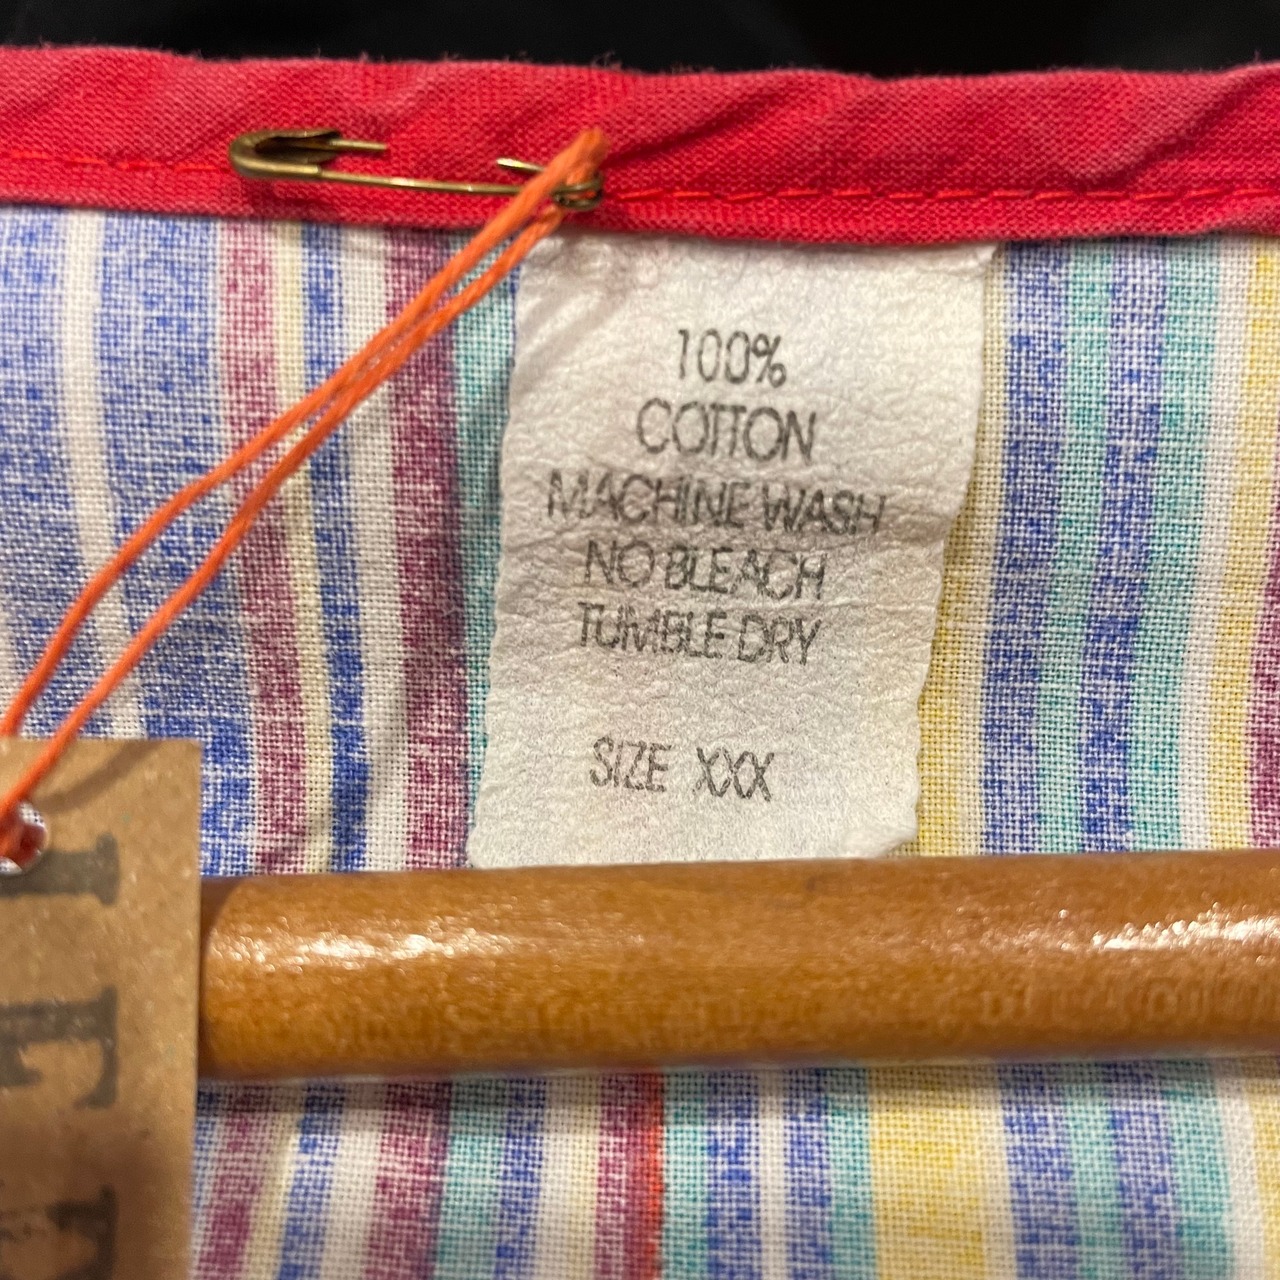 100%
COTTON
MACHINE WASH
NO BLEACH
TUMBLE DRY
SIZE XXX